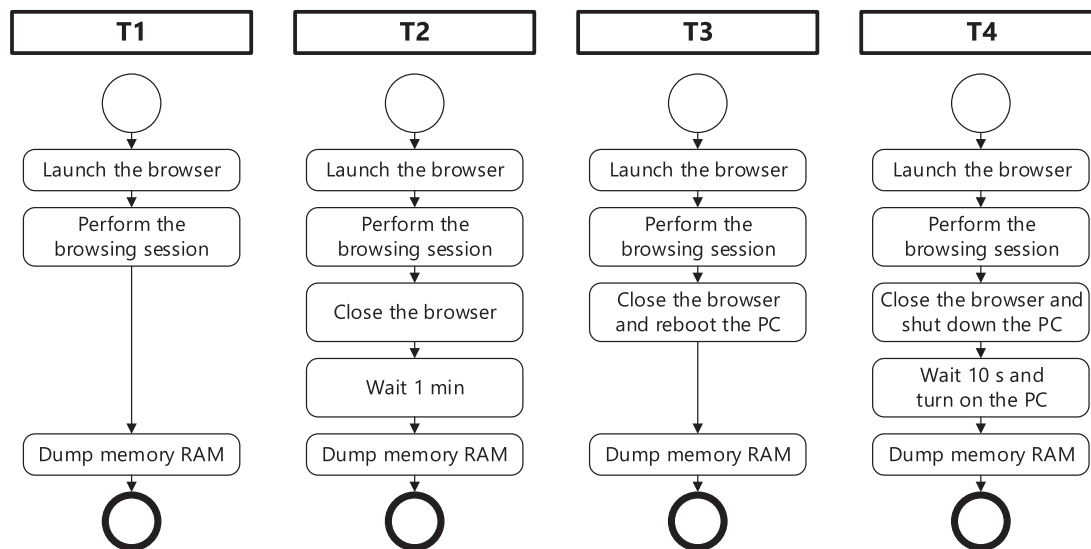 T1
Launch the browser
Perform the
browsing session
Dump memory RAM
T2
Launch the browser
Perform the
browsing session
Close the browser
Wait 1 min
Dump memory RAM
T3
Launch the browser
Perform the
browsing session
Close the browser
and reboot the PC
Dump memory RAM
T4
Launch the browser
Perform the
browsing session
Close the browser and
shut down the PC
Wait 10 s and
turn on the PC
Dump memory RAM